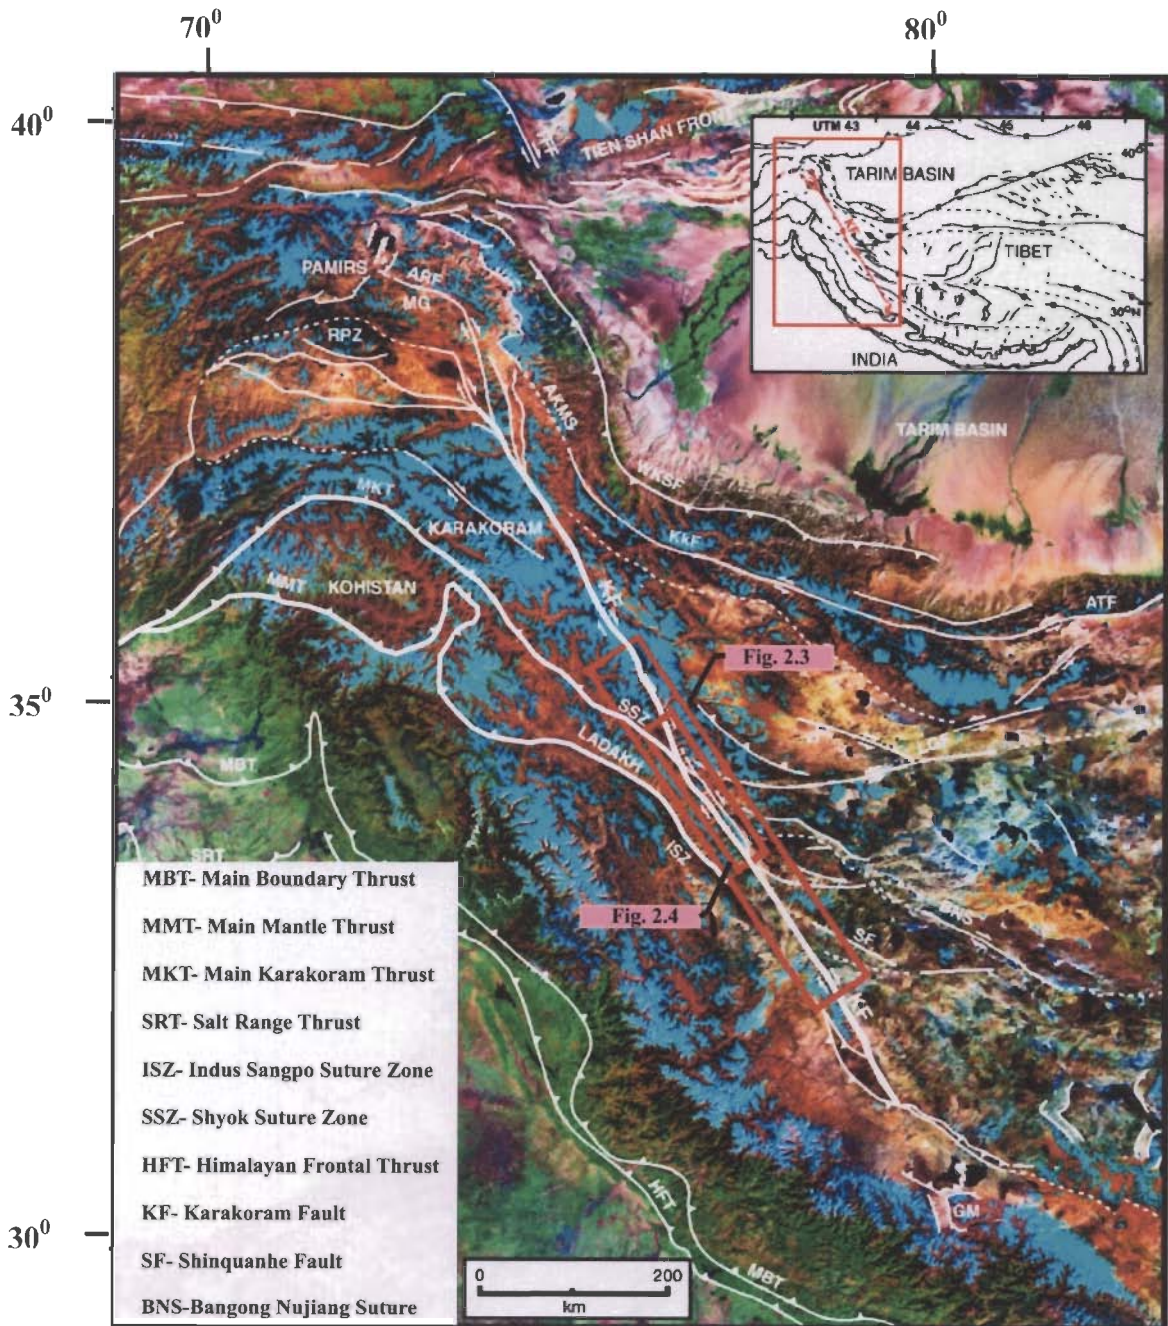 70⁰
80⁰
40⁰
35⁰
30⁰
TIEN SHAN FRONT
UTM 43
44
45
46
40⁰
TARIM BASIN
TIBET
30⁰N
INDIA
PAMIRS
ARF
MG
RPZ
AKMS
TARIM BASIN
WKSF
MKT
KARAKORAM
KkF
MMT
KOHISTAN
KF
ATF
Fig. 2.3
SSZ
LADAKH
MBT
ISZ
SRT
BNS
Fig. 2.4
SF
KF
GM
HFT
MBT
MBT- Main Boundary Thrust
MMT- Main Mantle Thrust
MKT- Main Karakoram Thrust
SRT- Salt Range Thrust
ISZ- Indus Sangpo Suture Zone
SSZ- Shyok Suture Zone
HFT- Himalayan Frontal Thrust
KF- Karakoram Fault
SF- Shinquanhe Fault
BNS-Bangong Nujiang Suture
0
200
km